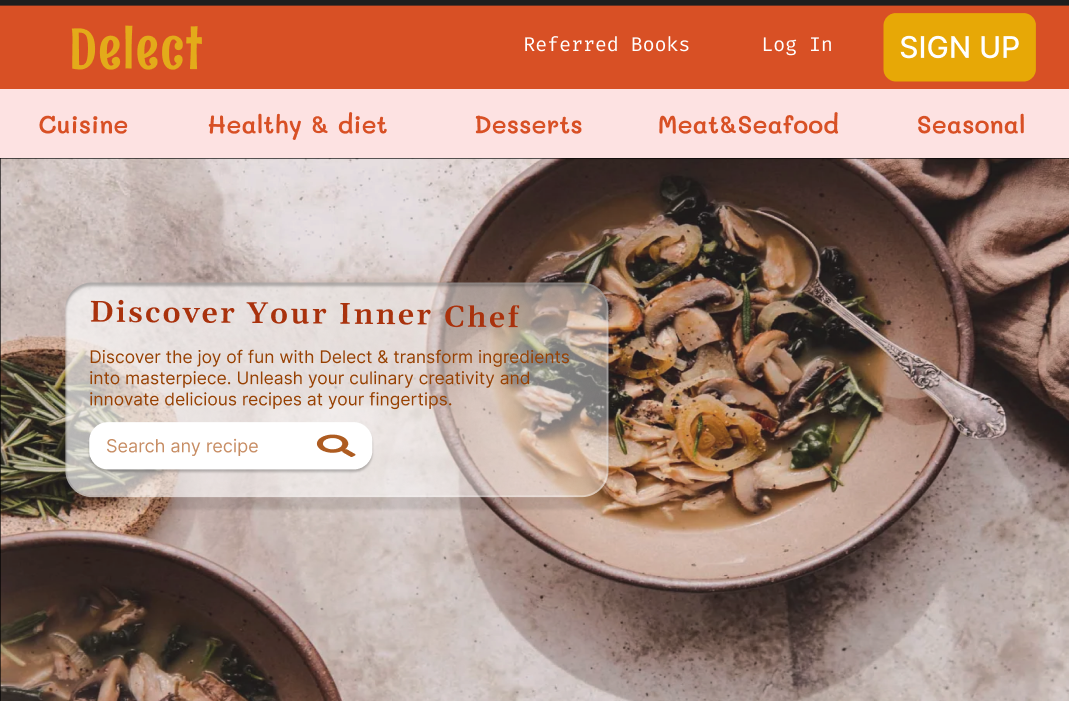 Delect
Referred Books
Log In
SIGN UP
Cuisine
Healthy & diet
Desserts
Meat&Seafood
Seasonal
Discover Your Inner Chef
Discover the joy of fun with Delect & transform ingredients
into masterpiece. Unleash your culinary creativity and
innovate delicious recipes at your fingertips.
Search any recipe